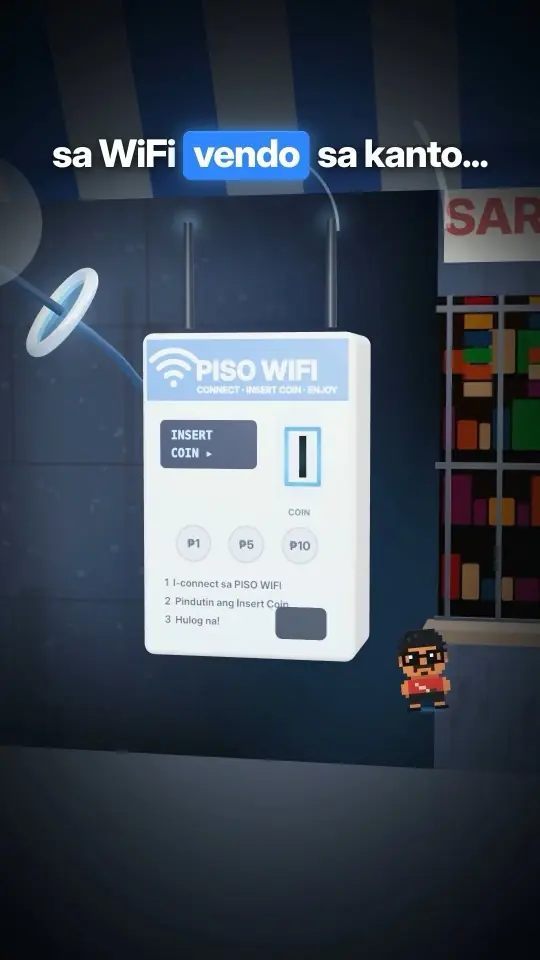 sa WiFi vendo sa kanto...
SAR
PISO WIFI
CONNECT · INSERT COIN · ENJOY
INSERT
COIN ▸
COIN
₱1 ₱5 ₱10
1 I-connect sa PISO WIFI
2 Pindutin ang Insert Coin
3 Hulog na!